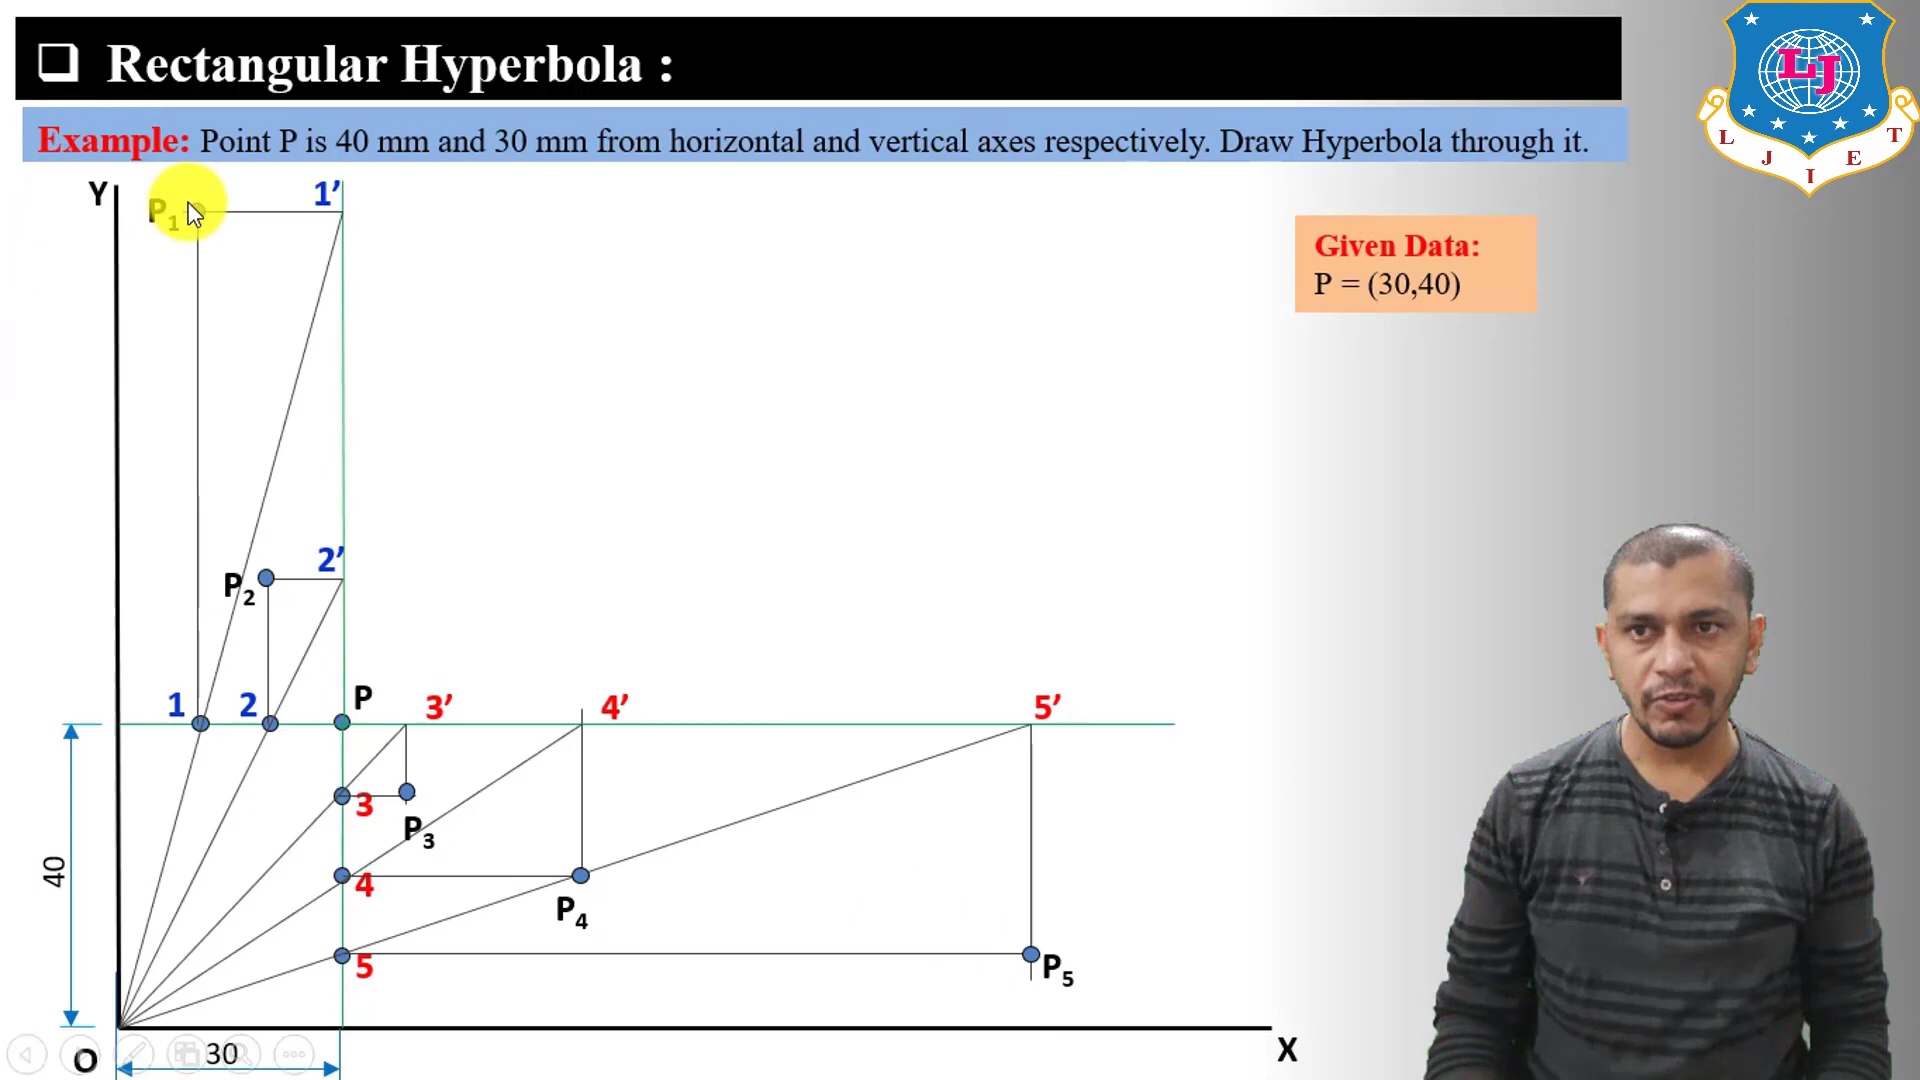 Rectangular Hyperbola :
Example: Point P is 40 mm and 30 mm from horizontal and vertical axes respectively. Draw Hyperbola through it.
LJ
L J I E T
Given Data:
P = (30,40)
Y
P1
1’
2’
P2
1
2
P
3’
4’
5’
3
P3
40
4
P4
5
P5
O
30
X